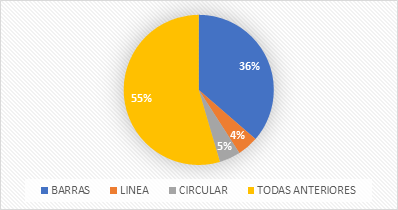 36%
4%
5%
55%
BARRAS LINEA CIRCULAR TODAS ANTERIORES